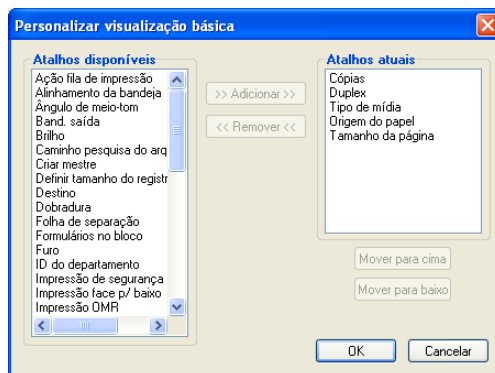 Personalizar visualização básica
Atalhos disponíveis
Ação fila de impressão
Alinhamento da bandeja
Ângulo de meio-tom
Band. saída
Brilho
Caminho pesquisa do arq
Criar mestre
Definir tamanho do registr
Destino
Dobradura
Folha de separação
Formulários no bloco
Furo
ID do departamento
Impressão de segurança
Impressão face p/ baixo
Impressão OMR
>> Adicionar >>
<< Remover <<
Atalhos atuais
Cópias
Duplex
Tipo de mídia
Origem do papel
Tamanho da página
Mover para cima
Mover para baixo
OK
Cancelar